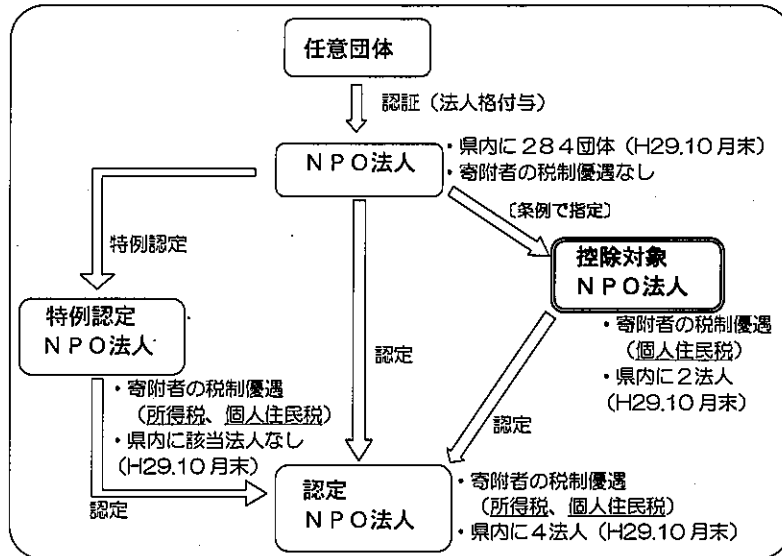 任意団体
認証（法人格付与）
ＮＰＯ法人
・県内に２８４団体（H29.10月末）
・寄附者の税制優遇なし
特例認定
〔条例で指定〕
控除対象
ＮＰＯ法人
・寄附者の税制優遇
（個人住民税）
・県内に２法人
（H29.10月末）
特例認定
ＮＰＯ法人
・寄附者の税制優遇
（所得税、個人住民税）
・県内に該当法人なし
（H29.10月末）
認定
認定
認定
認定
ＮＰＯ法人
・寄附者の税制優遇
（所得税、個人住民税）
・県内に４法人（H29.10月末）